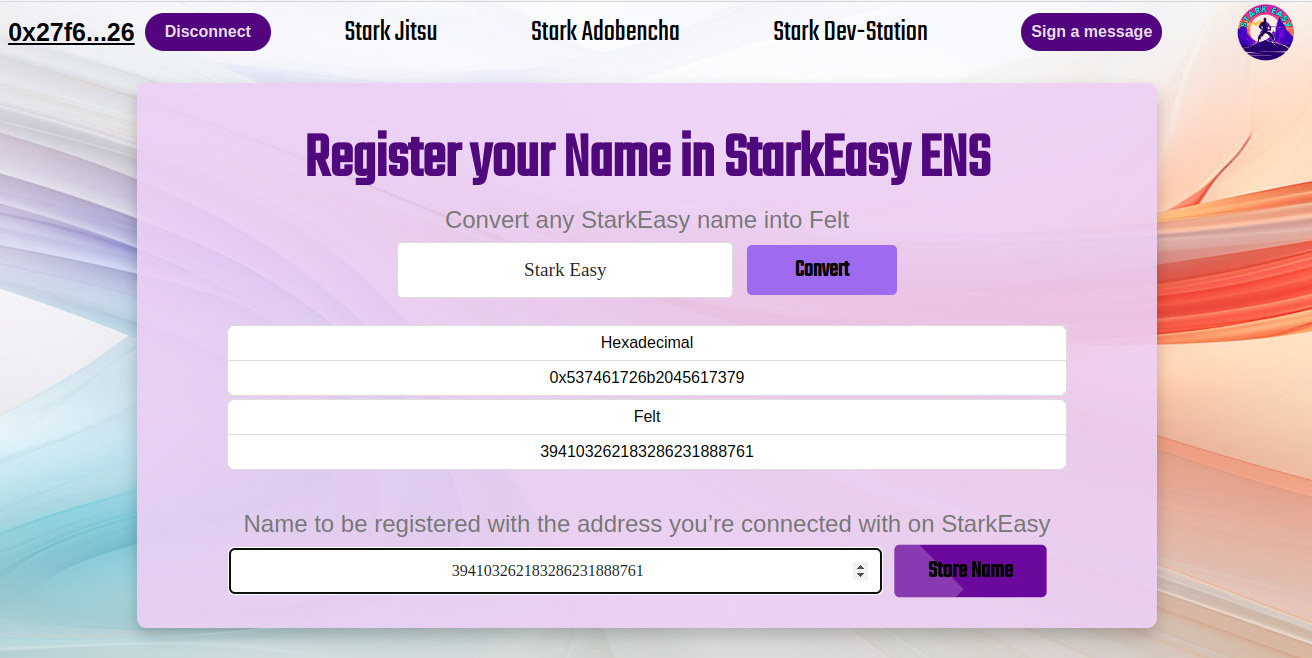 0x27f6...26 Disconnect Stark Jitsu Stark Adobencha Stark Dev-Station Sign a message
STARK EASY
Register your Name in StarkEasy ENS
Convert any StarkEasy name into Felt
Stark Easy Convert
Hexadecimal
0x537461726b2045617379
Felt
394103262183286231888761
Name to be registered with the address you’re connected with on StarkEasy
394103262183286231888761 Store Name